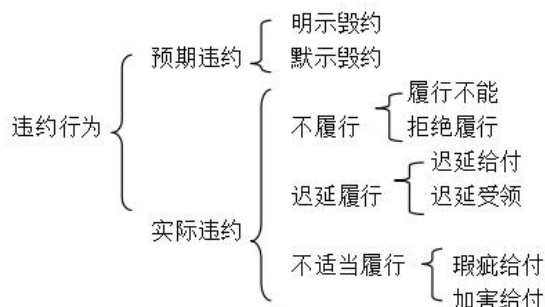 明示毁约
预期违约
默示毁约
履行不能
不履行
拒绝履行
违约行为
迟延给付
迟延履行
迟延受领
实际违约
不适当履行
瑕疵给付
加害给付